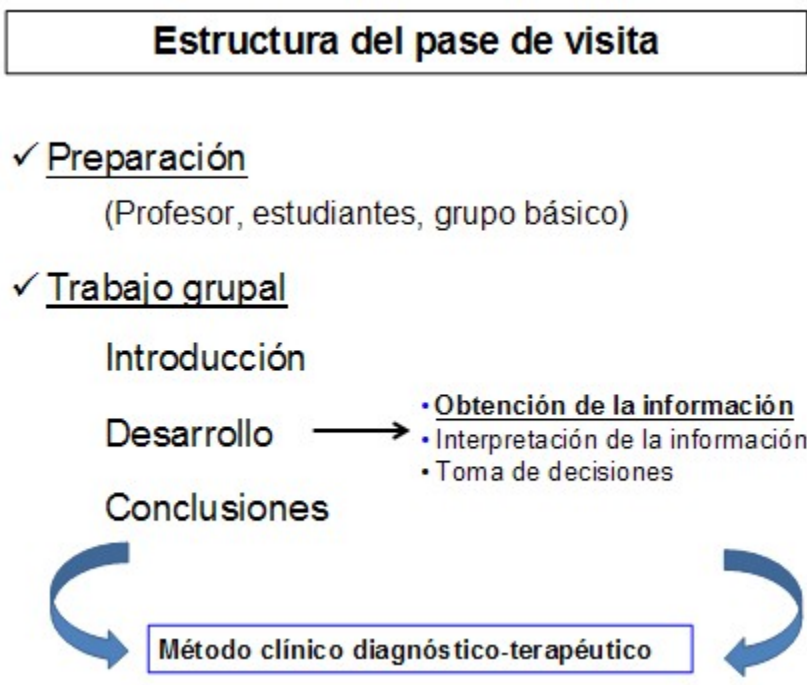 Estructura del pase de visita
✓ Preparación
(Profesor, estudiantes, grupo básico)
✓ Trabajo grupal
Introducción
Desarrollo
• Obtención de la información
• Interpretación de la información
• Toma de decisiones
Conclusiones
Método clínico diagnóstico-terapéutico